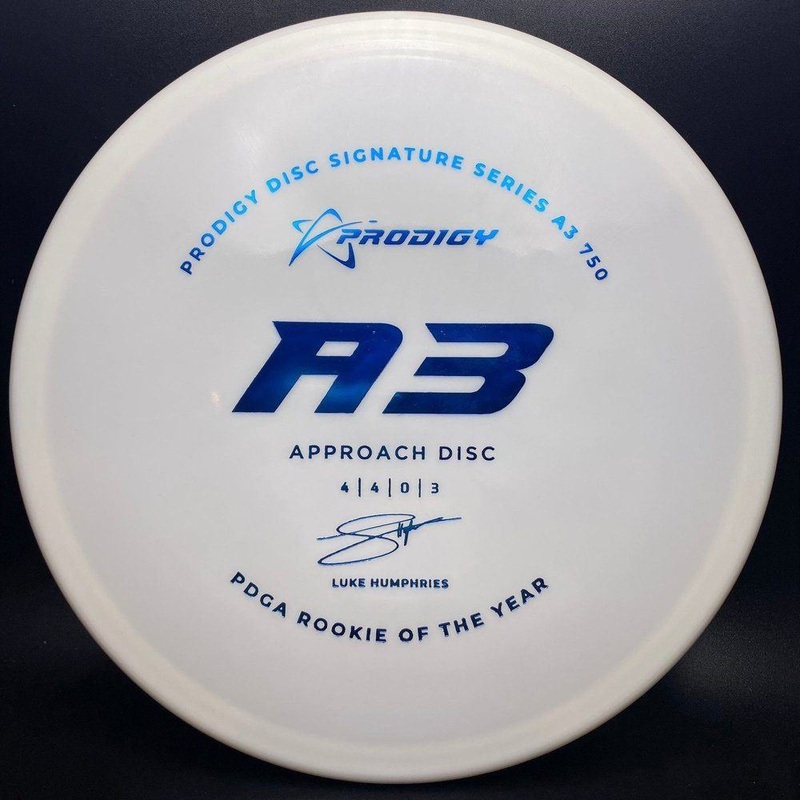 PRODIGY DISC SIGNATURE SERIES A3 750
PRODIGY
A3
APPROACH DISC
4|4|0|3
LUKE HUMPHRIES
PDGA ROOKIE OF THE YEAR